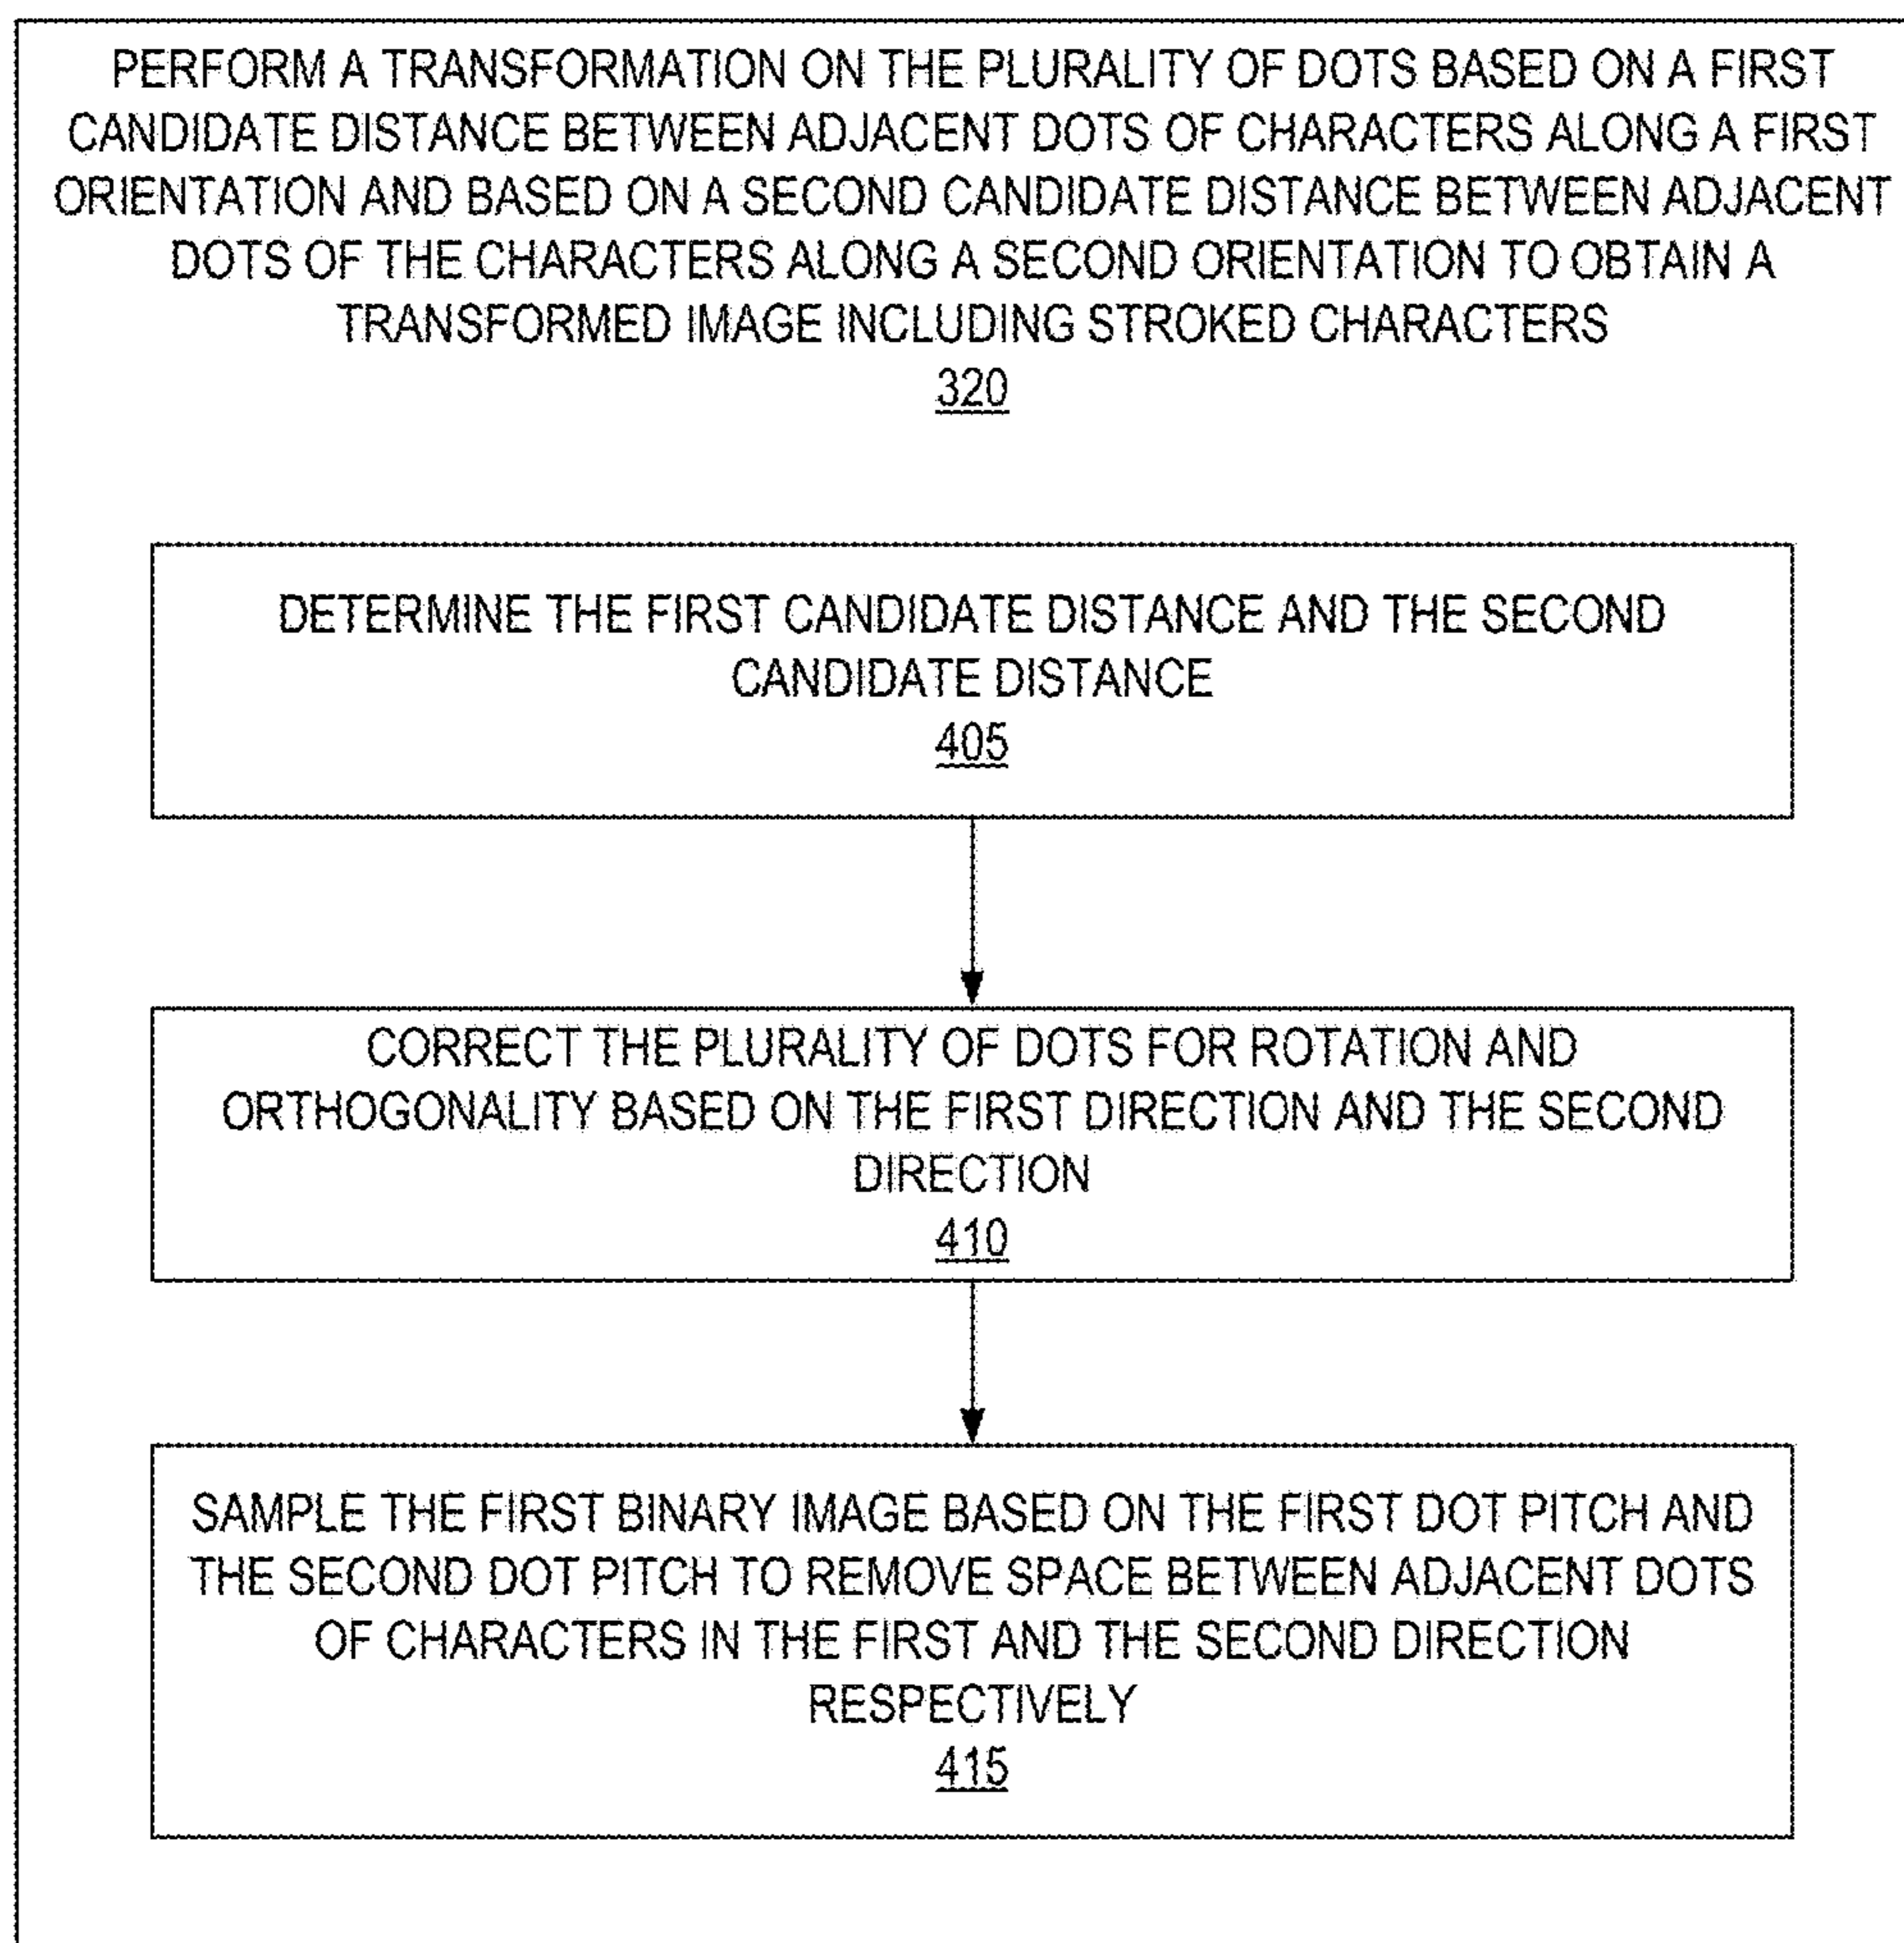 PERFORM A TRANSFORMATION ON THE PLURALITY OF DOTS BASED ON A FIRST
CANDIDATE DISTANCE BETWEEN ADJACENT DOTS OF CHARACTERS ALONG A FIRST
ORIENTATION AND BASED ON A SECOND CANDIDATE DISTANCE BETWEEN ADJACENT
DOTS OF THE CHARACTERS ALONG A SECOND ORIENTATION TO OBTAIN A
TRANSFORMED IMAGE INCLUDING STROKED CHARACTERS
320
DETERMINE THE FIRST CANDIDATE DISTANCE AND THE SECOND
CANDIDATE DISTANCE
405
CORRECT THE PLURALITY OF DOTS FOR ROTATION AND
ORTHOGONALITY BASED ON THE FIRST DIRECTION AND THE SECOND
DIRECTION
410
SAMPLE THE FIRST BINARY IMAGE BASED ON THE FIRST DOT PITCH AND
THE SECOND DOT PITCH TO REMOVE SPACE BETWEEN ADJACENT DOTS
OF CHARACTERS IN THE FIRST AND THE SECOND DIRECTION
RESPECTIVELY
415